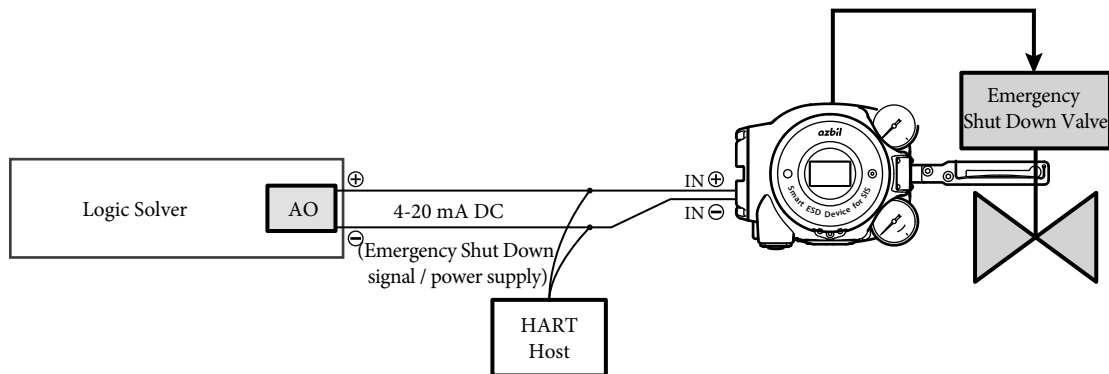 Emergency
Shut Down Valve
azbil
Smart ESD Device for SIS
Logic Solver
AO
⊕
⊖
4-20 mA DC
(Emergency Shut Down
signal / power supply)
IN ⊕
IN ⊖
HART
Host